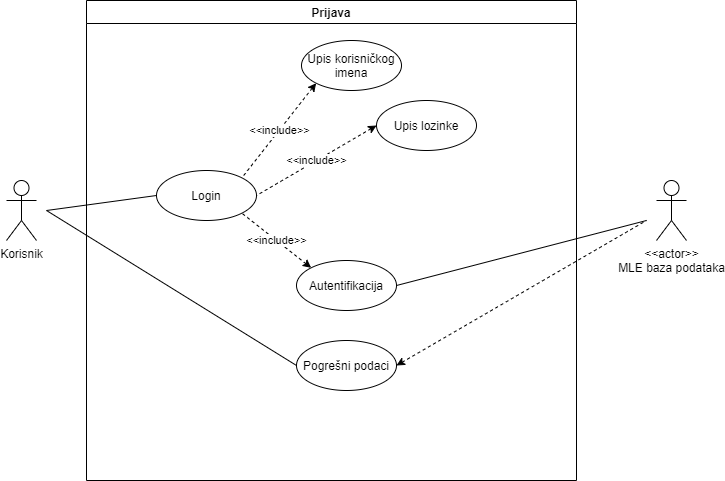 Prijava
Upis korisničkog
imena
<<include>>
Upis lozinke
<<include>>
Login
Korisnik
<<include>>
<<actor>>
MLE baza podataka
Autentifikacija
Pogrešni podaci